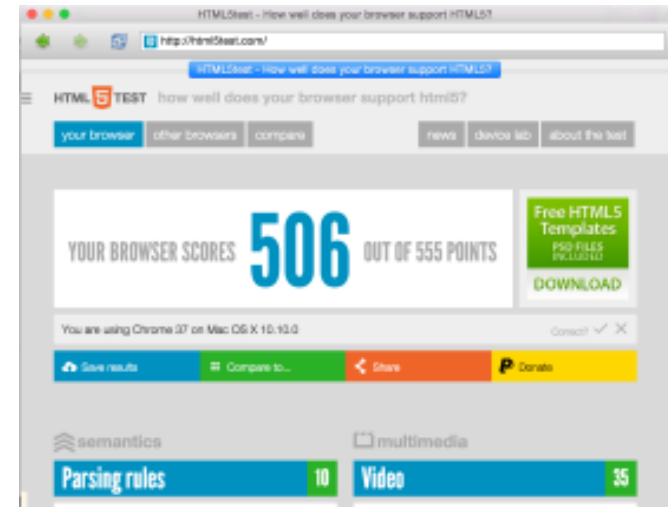 HTML5test - How well does your browser support HTML5?
http://html5test.com/
HTML5test - How well does your browser support HTML5?
HTML 5 TEST how well does your browser support html5?
your browser other browsers compare news device lab about the test
YOUR BROWSER SCORES 506 OUT OF 555 POINTS
Free HTML5
Templates
PSD FILES
INCLUDED
DOWNLOAD
You are using Chrome 37 on Mac OS X 10.10.0 Correct?
Save results Compare to... Share Donate
semantics multimedia
Parsing rules 10 Video 35